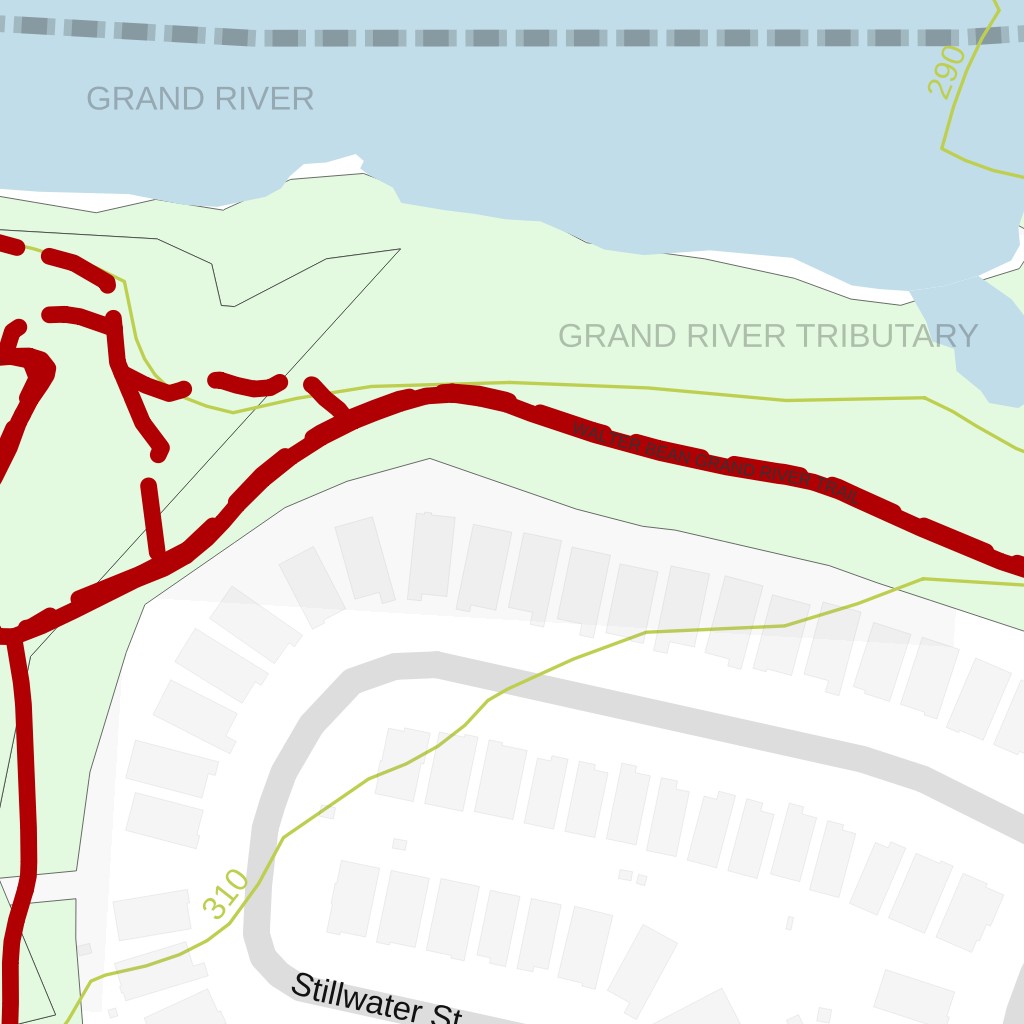 290
GRAND RIVER
GRAND RIVER TRIBUTARY
WALTER BEAN GRAND RIVER TRAIL
310
Stillwater St